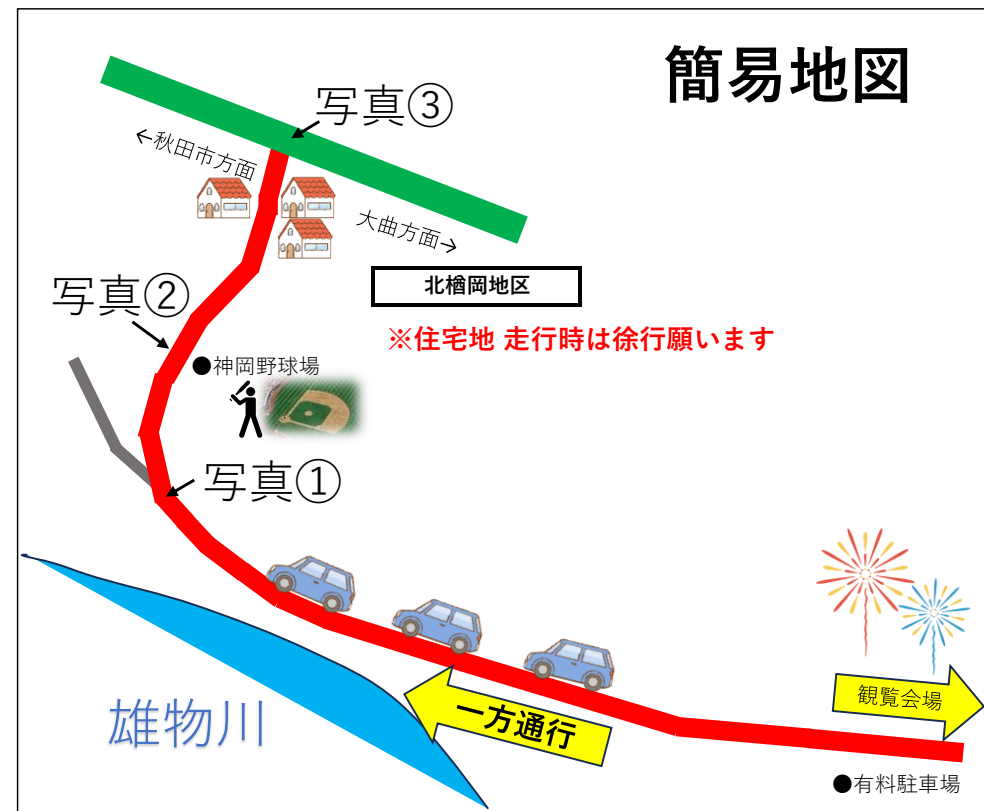 簡易地図
写真③
←秋田市方面
大曲方面→
北楢岡地区
写真②
※住宅地 走行時は徐行願います
●神岡野球場
写真①
観覧会場
一方通行
雄物川
●有料駐車場